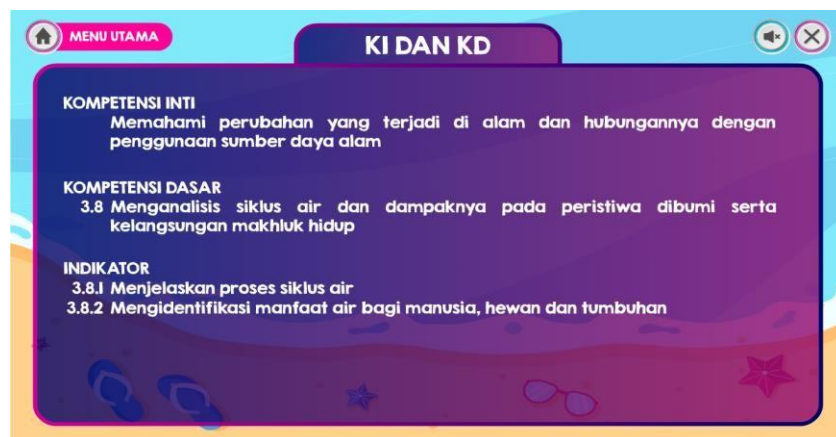 MENU UTAMA
KI DAN KD
KOMPETENSI INTI
Memahami perubahan yang terjadi di alam dan hubungannya dengan
penggunaan sumber daya alam
KOMPETENSI DASAR
3.8 Menganalisis siklus air dan dampaknya pada peristiwa dibumi serta
kelangsungan makhluk hidup
INDIKATOR
3.8.1 Menjelaskan proses siklus air
3.8.2 Mengidentifikasi manfaat air bagi manusia, hewan dan tumbuhan